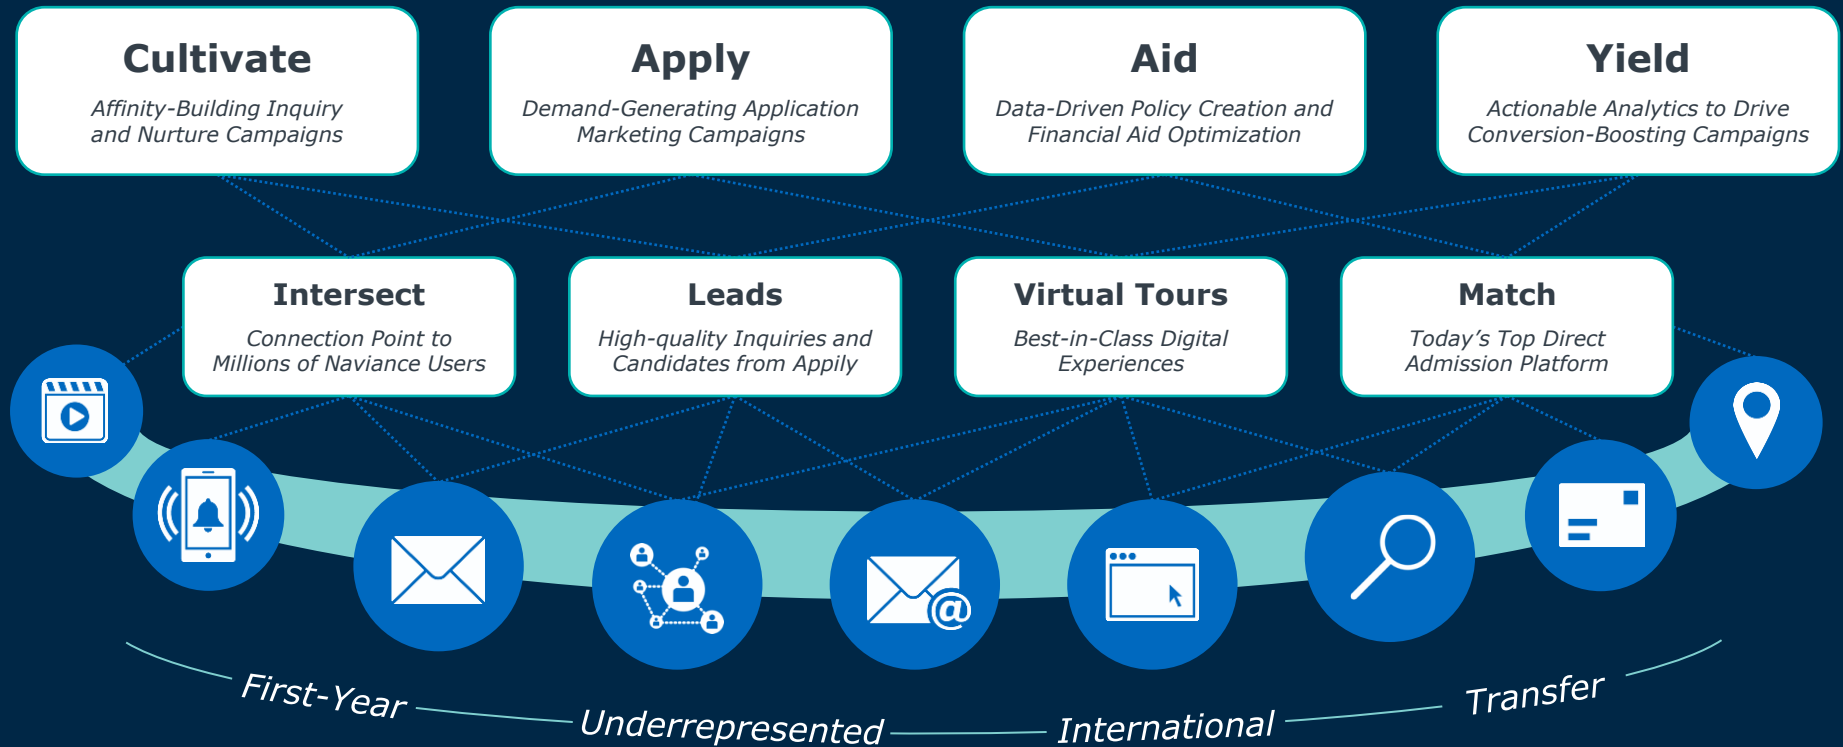 Cultivate
Affinity-Building Inquiry
and Nurture Campaigns
Apply
Demand-Generating Application
Marketing Campaigns
Aid
Data-Driven Policy Creation and
Financial Aid Optimization
Yield
Actionable Analytics to Drive
Conversion-Boosting Campaigns
Intersect
Connection Point to
Millions of Naviance Users
Leads
High-quality Inquiries and
Candidates from Appily
Virtual Tours
Best-in-Class Digital
Experiences
Match
Today’s Top Direct
Admission Platform
@
First-Year
Underrepresented
International
Transfer